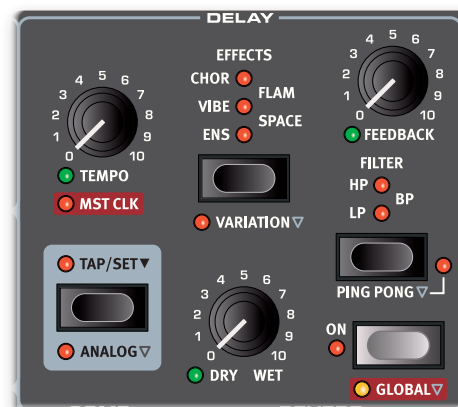 DELAY
EFFECTS
CHOR
FLAM
VIBE
SPACE
ENS
VARIATION▽
0 1 2 3 4 5 6 7 8 9 10
TEMPO
MST CLK
0 1 2 3 4 5 6 7 8 9 10
FEEDBACK
FILTER
HP
BP
LP
PING PONG▽
TAP/SET▼
ANALOG▽
0 1 2 3 4 5 6 7 8 9 10
DRY WET
ON
GLOBAL▽